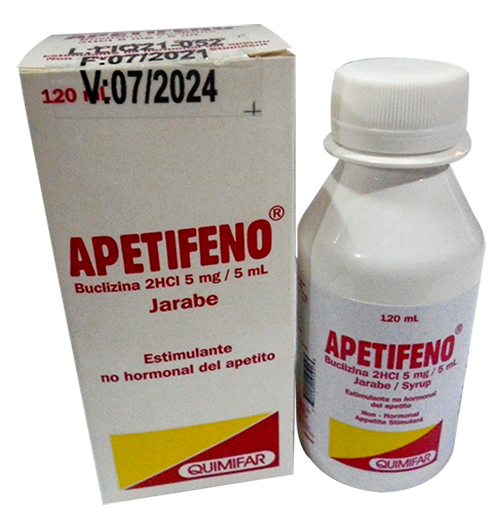 L-LIQ21-052
F:07/2021
V:07/2024
120 mL
APETIFENO®
Buclizina 2HCl 5 mg / 5 mL
Jarabe
Estimulante
no hormonal del apetito
QUIMIFAR
120 mL
APETIFENO®
Buclizina 2HCl 5 mg / 5 mL
Jarabe / Syrup
Estimulante no hormonal
del apetito
Non - Hormonal
Appetite Stimulant
QUIMIFAR